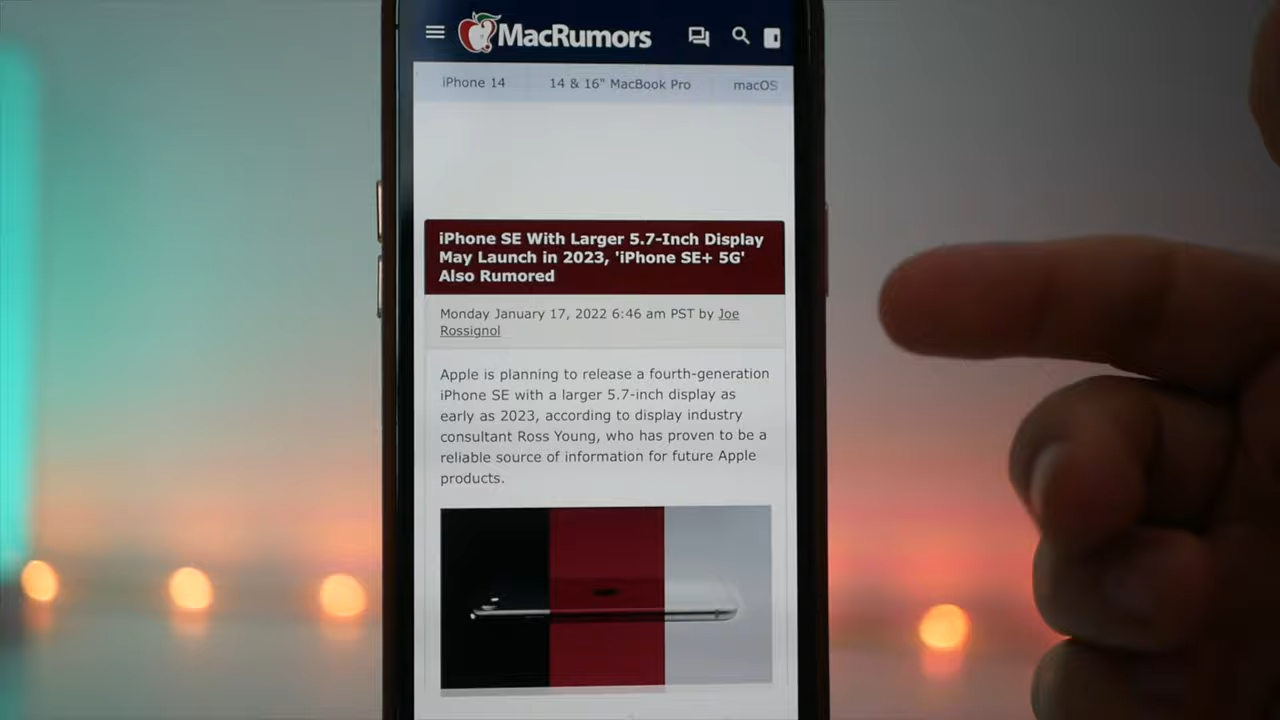 MacRumors
iPhone 14
14 & 16" MacBook Pro
macOS
iPhone SE With Larger 5.7-Inch Display
May Launch in 2023, 'iPhone SE+ 5G'
Also Rumored
Monday January 17, 2022 6:46 am PST by Joe
Rossignol
Apple is planning to release a fourth-generation
iPhone SE with a larger 5.7-inch display as
early as 2023, according to display industry
consultant Ross Young, who has proven to be a
reliable source of information for future Apple
products.